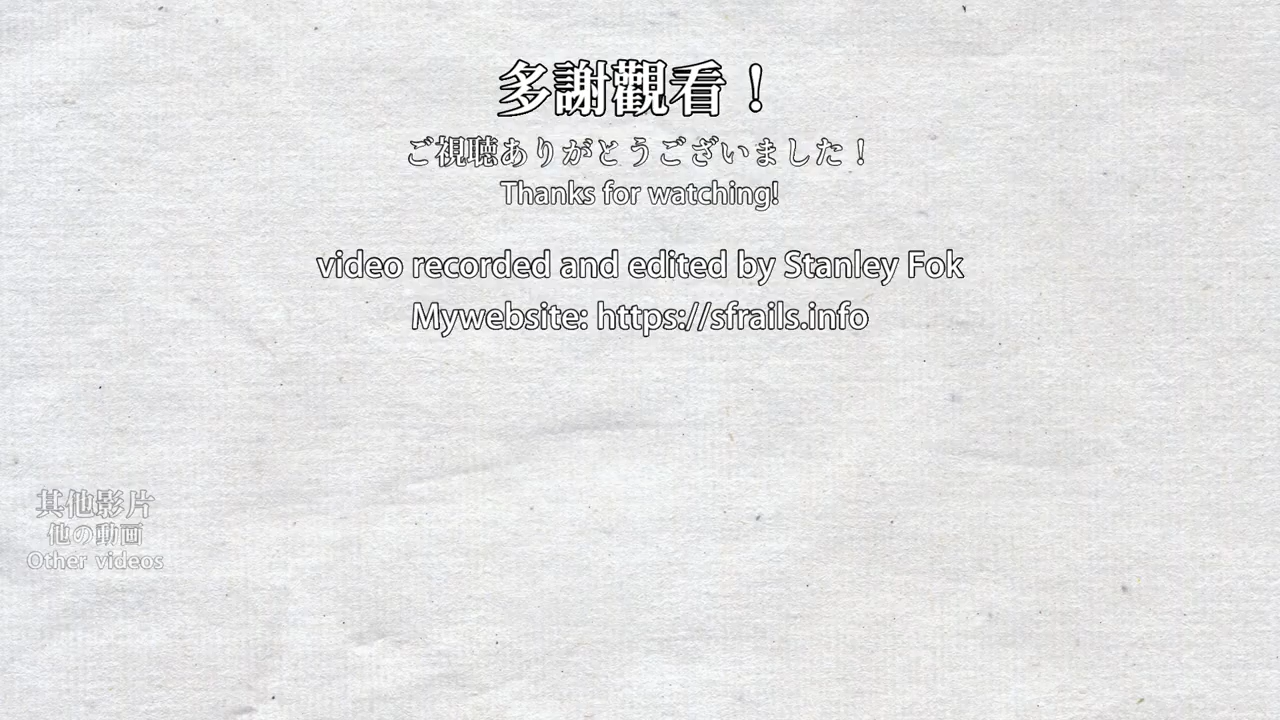 多謝觀看！
ご視聴ありがとうございました！
Thanks for watching!
video recorded and edited by Stanley Fok
Mywebsite: https://sfrails.info
其他影片
他の動画
Other videos